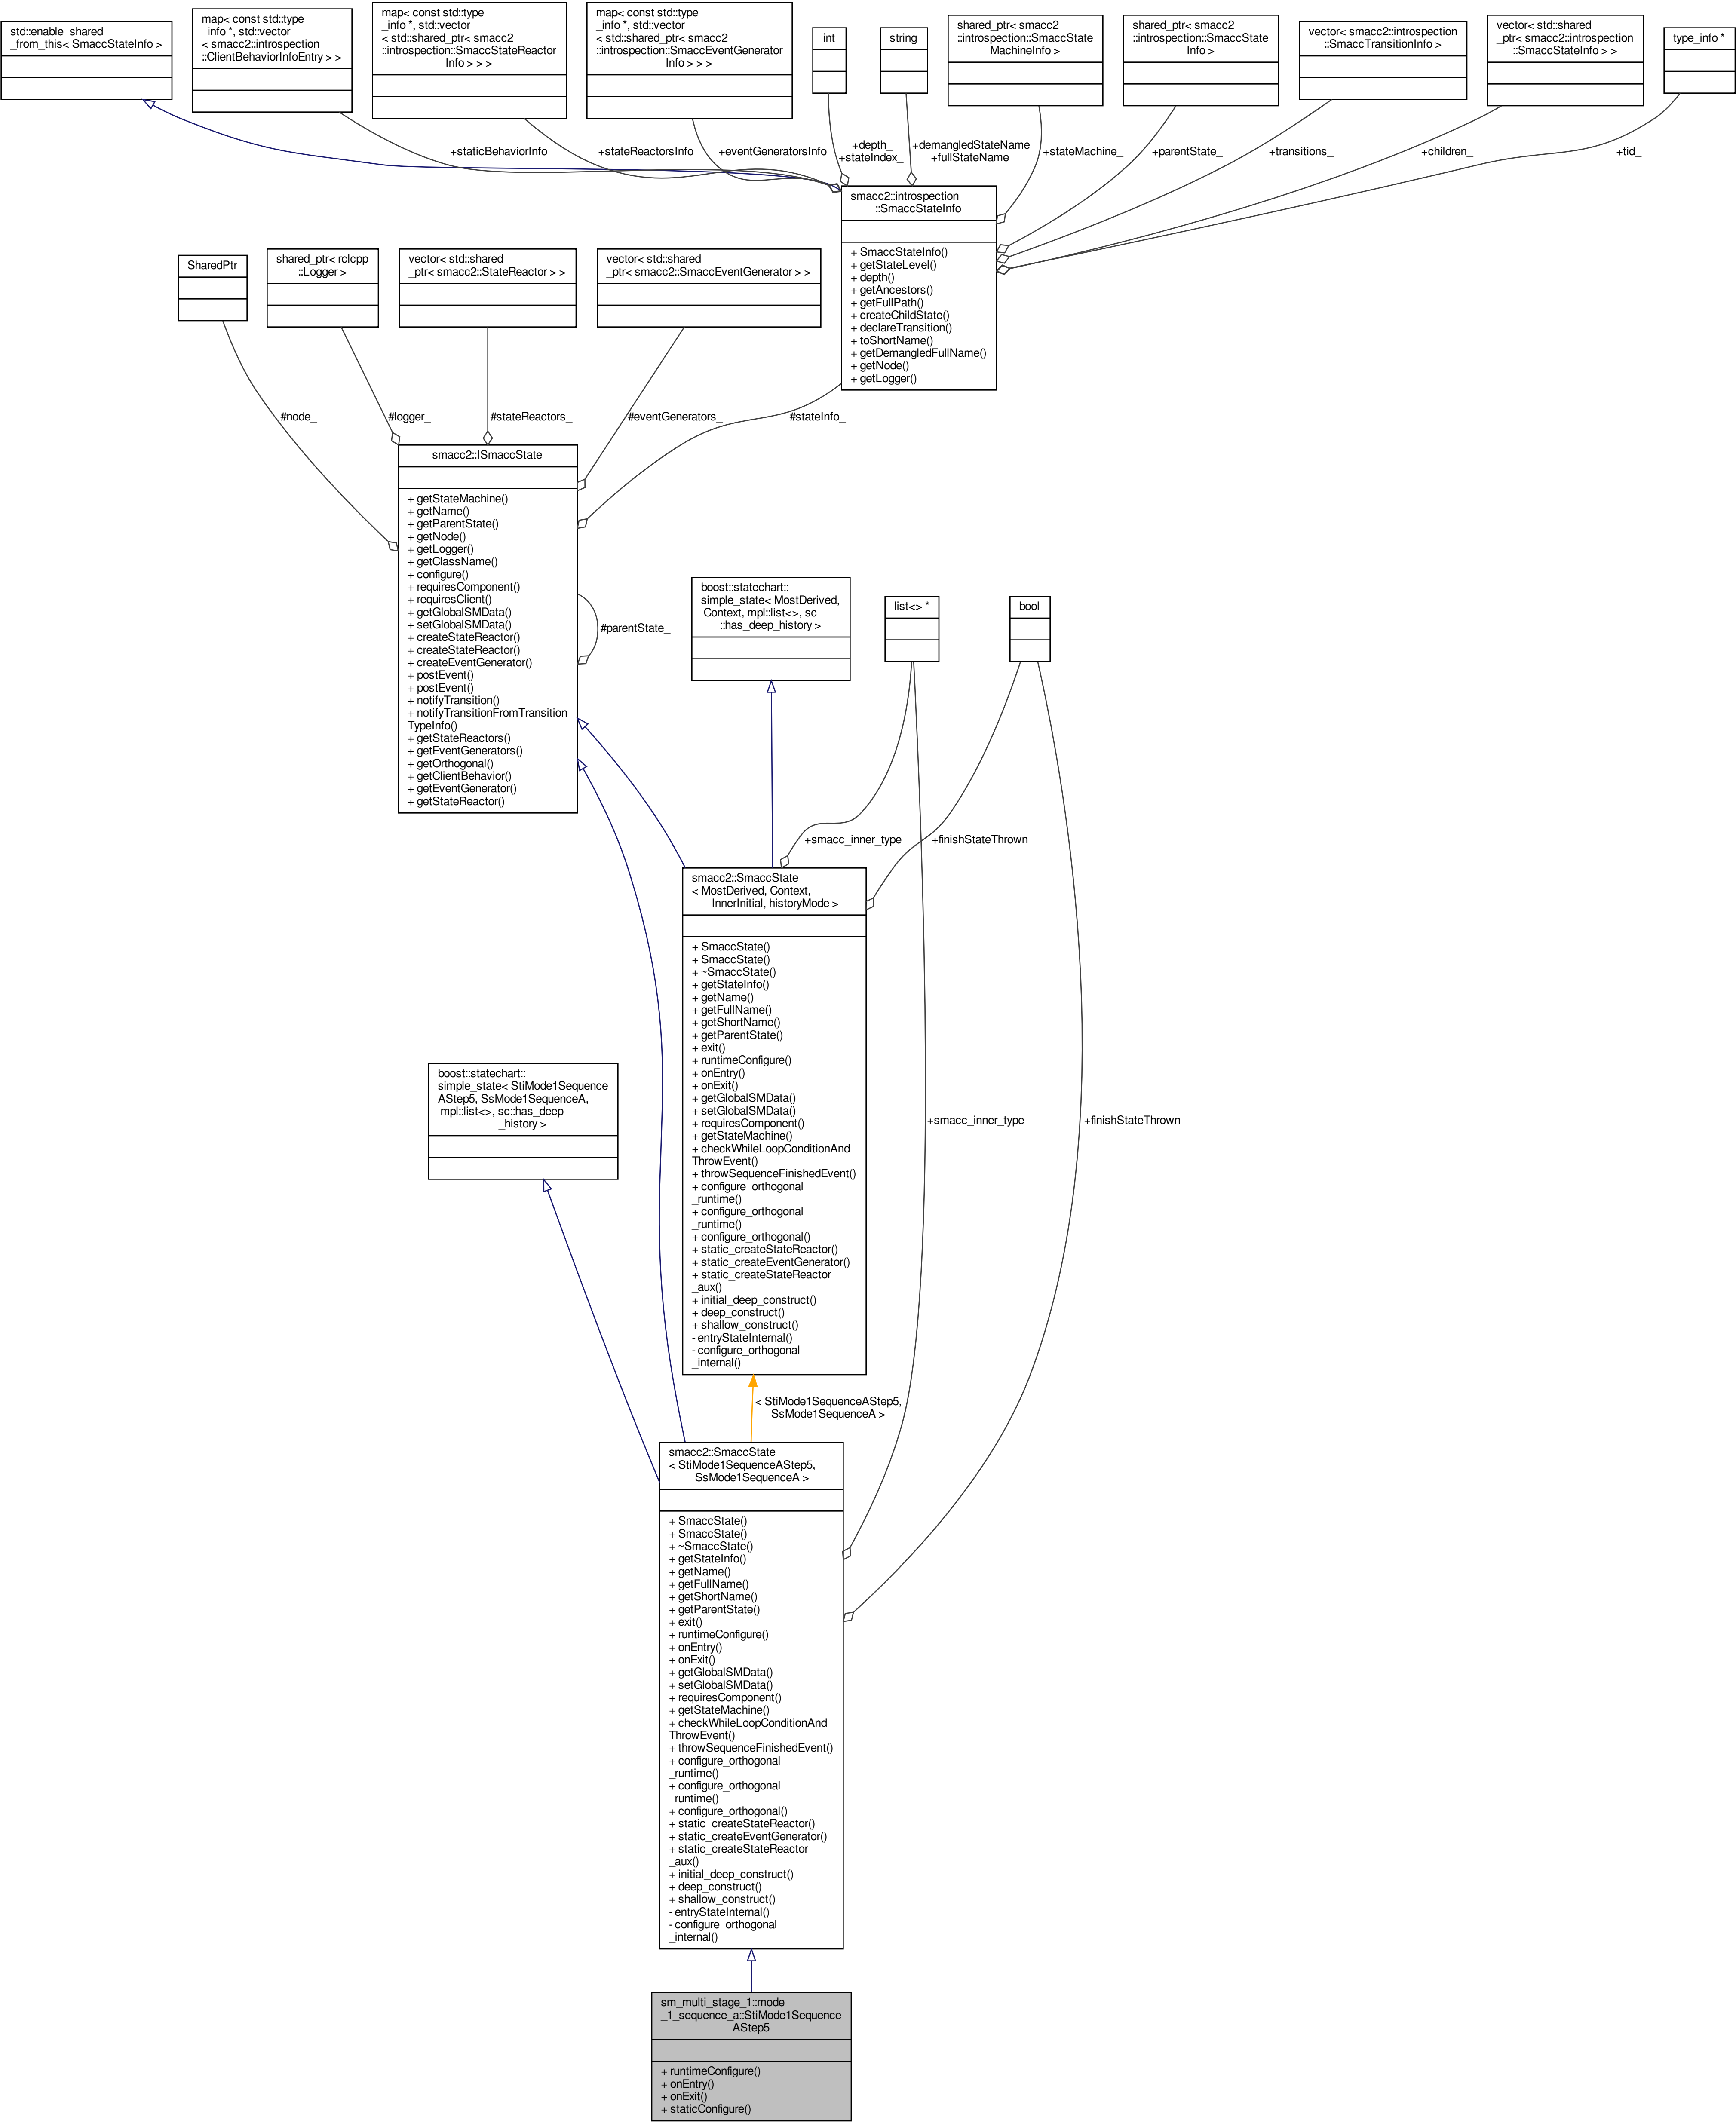 std::enable_shared
_from_this< SmaccStateInfo >
map< const std::type
_info *, std::vector
< smacc2::introspection
::ClientBehaviorInfoEntry > >
map< const std::type
_info *, std::vector
< std::shared_ptr< smacc2
::introspection::SmaccStateReactor
Info > > >
map< const std::type
_info *, std::vector
< std::shared_ptr< smacc2
::introspection::SmaccEventGenerator
Info > > >
int
string
shared_ptr< smacc2
::introspection::SmaccState
MachineInfo >
shared_ptr< smacc2
::introspection::SmaccState
Info >
vector< smacc2::introspection
::SmaccTransitionInfo >
vector< std::shared
_ptr< smacc2::introspection
::SmaccStateInfo > >
type_info *
+staticBehaviorInfo
+stateReactorsInfo
+eventGeneratorsInfo
+depth_
+stateIndex_
+demangledStateName
+fullStateName
+stateMachine_
+parentState_
+transitions_
+children_
+tid_
smacc2::introspection
::SmaccStateInfo
+ SmaccStateInfo()
+ getStateLevel()
+ depth()
+ getAncestors()
+ getFullPath()
+ createChildState()
+ declareTransition()
+ toShortName()
+ getDemangledFullName()
+ getNode()
+ getLogger()
SharedPtr
shared_ptr< rclcpp
::Logger >
vector< std::shared
_ptr< smacc2::StateReactor > >
vector< std::shared
_ptr< smacc2::SmaccEventGenerator > >
#node_
#logger_
#stateReactors_
#eventGenerators_
#stateInfo_
smacc2::ISmaccState
+ getStateMachine()
+ getName()
+ getParentState()
+ getNode()
+ getLogger()
+ getClassName()
+ configure()
+ requiresComponent()
+ requiresClient()
+ getGlobalSMData()
+ setGlobalSMData()
+ createStateReactor()
+ createStateReactor()
+ createEventGenerator()
+ postEvent()
+ postEvent()
+ notifyTransition()
+ notifyTransitionFromTransition
TypeInfo()
+ getStateReactors()
+ getEventGenerators()
+ getOrthogonal()
+ getClientBehavior()
+ getEventGenerator()
+ getStateReactor()
#parentState_
boost::statechart::
simple_state< MostDerived,
Context, mpl::list<>, sc
::has_deep_history >
list<> *
bool
+smacc_inner_type
+finishStateThrown
smacc2::SmaccState
< MostDerived, Context,
InnerInitial, historyMode >
+ SmaccState()
+ SmaccState()
+ ~SmaccState()
+ getStateInfo()
+ getName()
+ getFullName()
+ getShortName()
+ getParentState()
+ exit()
+ runtimeConfigure()
+ onEntry()
+ onExit()
+ getGlobalSMData()
+ setGlobalSMData()
+ requiresComponent()
+ getStateMachine()
+ checkWhileLoopConditionAnd
ThrowEvent()
+ throwSequenceFinishedEvent()
+ configure_orthogonal
_runtime()
+ configure_orthogonal
_runtime()
+ configure_orthogonal()
+ static_createStateReactor()
+ static_createEventGenerator()
+ static_createStateReactor
_aux()
+ initial_deep_construct()
+ deep_construct()
+ shallow_construct()
- entryStateInternal()
- configure_orthogonal
_internal()
boost::statechart::
simple_state< StiMode1Sequence
AStep5, SsMode1SequenceA,
mpl::list<>, sc::has_deep
_history >
+smacc_inner_type
+finishStateThrown
< StiMode1SequenceAStep5,
SsMode1SequenceA >
smacc2::SmaccState
< StiMode1SequenceAStep5,
SsMode1SequenceA >
+ SmaccState()
+ SmaccState()
+ ~SmaccState()
+ getStateInfo()
+ getName()
+ getFullName()
+ getShortName()
+ getParentState()
+ exit()
+ runtimeConfigure()
+ onEntry()
+ onExit()
+ getGlobalSMData()
+ setGlobalSMData()
+ requiresComponent()
+ getStateMachine()
+ checkWhileLoopConditionAnd
ThrowEvent()
+ throwSequenceFinishedEvent()
+ configure_orthogonal
_runtime()
+ configure_orthogonal
_runtime()
+ configure_orthogonal()
+ static_createStateReactor()
+ static_createEventGenerator()
+ static_createStateReactor
_aux()
+ initial_deep_construct()
+ deep_construct()
+ shallow_construct()
- entryStateInternal()
- configure_orthogonal
_internal()
sm_multi_stage_1::mode
_1_sequence_a::StiMode1Sequence
AStep5
+ runtimeConfigure()
+ onEntry()
+ onExit()
+ staticConfigure()